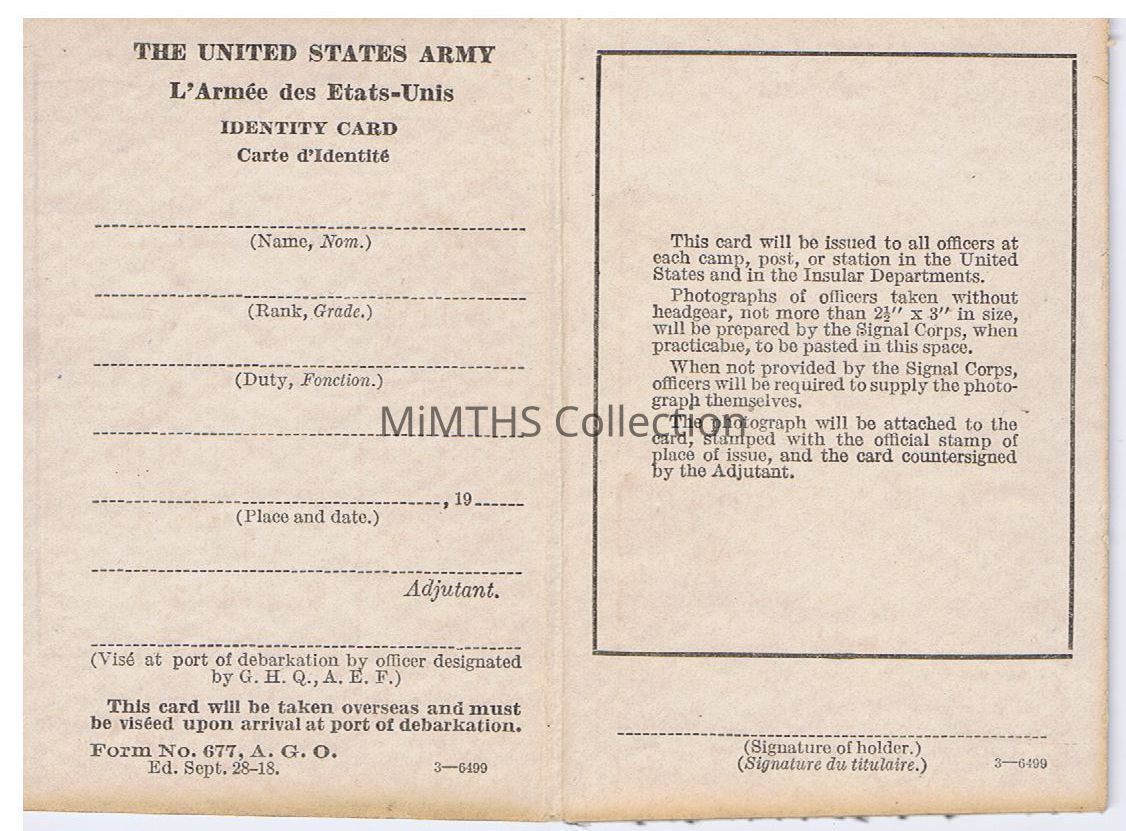 THE UNITED STATES ARMY
L'Armée des Etats-Unis
IDENTITY CARD
Carte d'Identité
(Name, Nom.)
(Rank, Grade.)
(Duty, Fonction.)
, 19
(Place and date.)
Adjutant.
(Visé at port of debarkation by officer designated
by G. H. Q., A. E. F.)
This card will be taken overseas and must
be viséed upon arrival at port of debarkation.
Form No. 677, A. G. O.
Ed. Sept. 28-18.
3—6499
This card will be issued to all officers at
each camp, post, or station in the United
States and in the Insular Departments.
Photographs of officers taken without
headgear, not more than 2½″ x 3″ in size,
will be prepared by the Signal Corps, when
practicable, to be pasted in this space.
When not provided by the Signal Corps,
officers will be required to supply the photo-
graph themselves.
The photograph will be attached to the
card, stamped with the official stamp of
place of issue, and the card countersigned
by the Adjutant.
(Signature of holder.)
(Signature du titulaire.)
3—6499
MiMTHS Collection